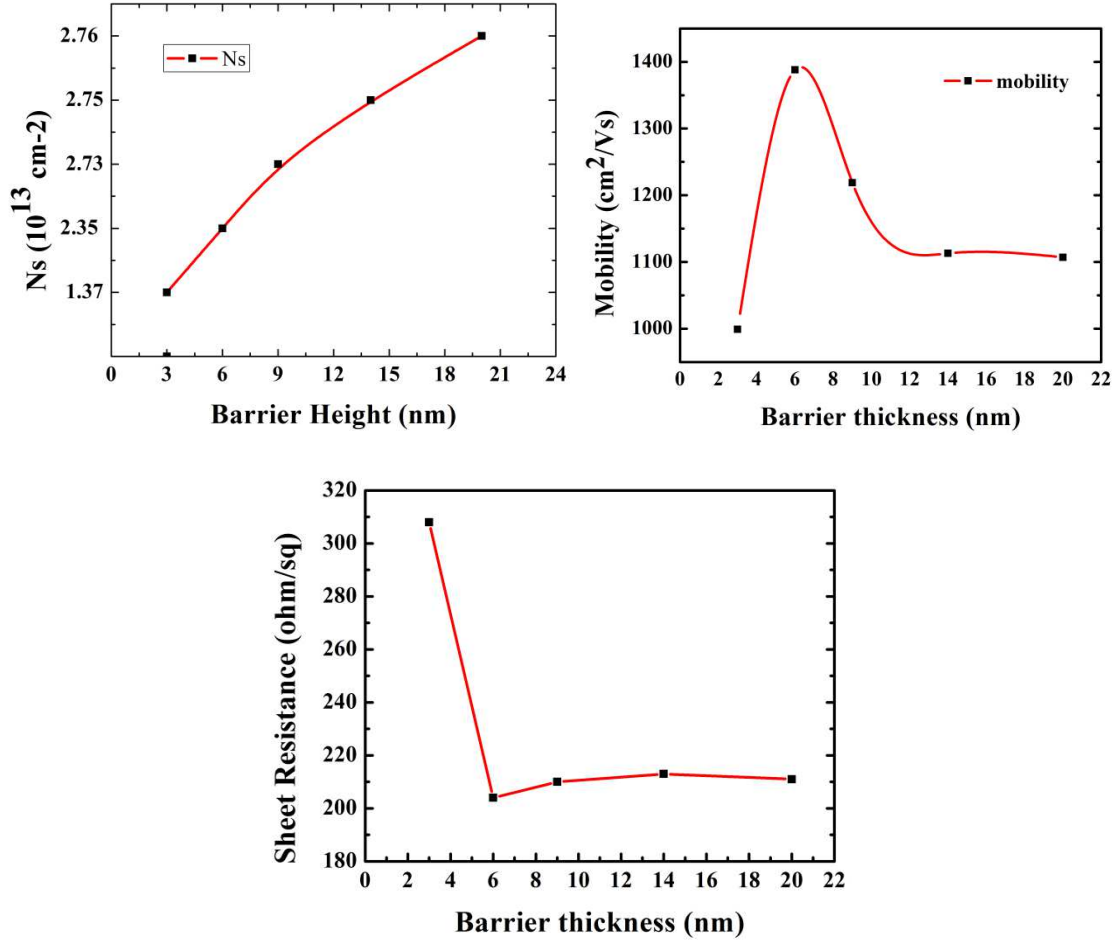 Ns
2.76
2.75
2.73
2.35
1.37
Ns (10^13 cm-2)
0 3 6 9 12 15 18 21 24
Barrier Height (nm)
mobility
1400
1300
1200
1100
1000
Mobility (cm^2/Vs)
0 2 4 6 8 10 12 14 16 18 20 22
Barrier thickness (nm)
320
300
280
260
240
220
200
180
Sheet Resistance (ohm/sq)
0 2 4 6 8 10 12 14 16 18 20 22
Barrier thickness (nm)